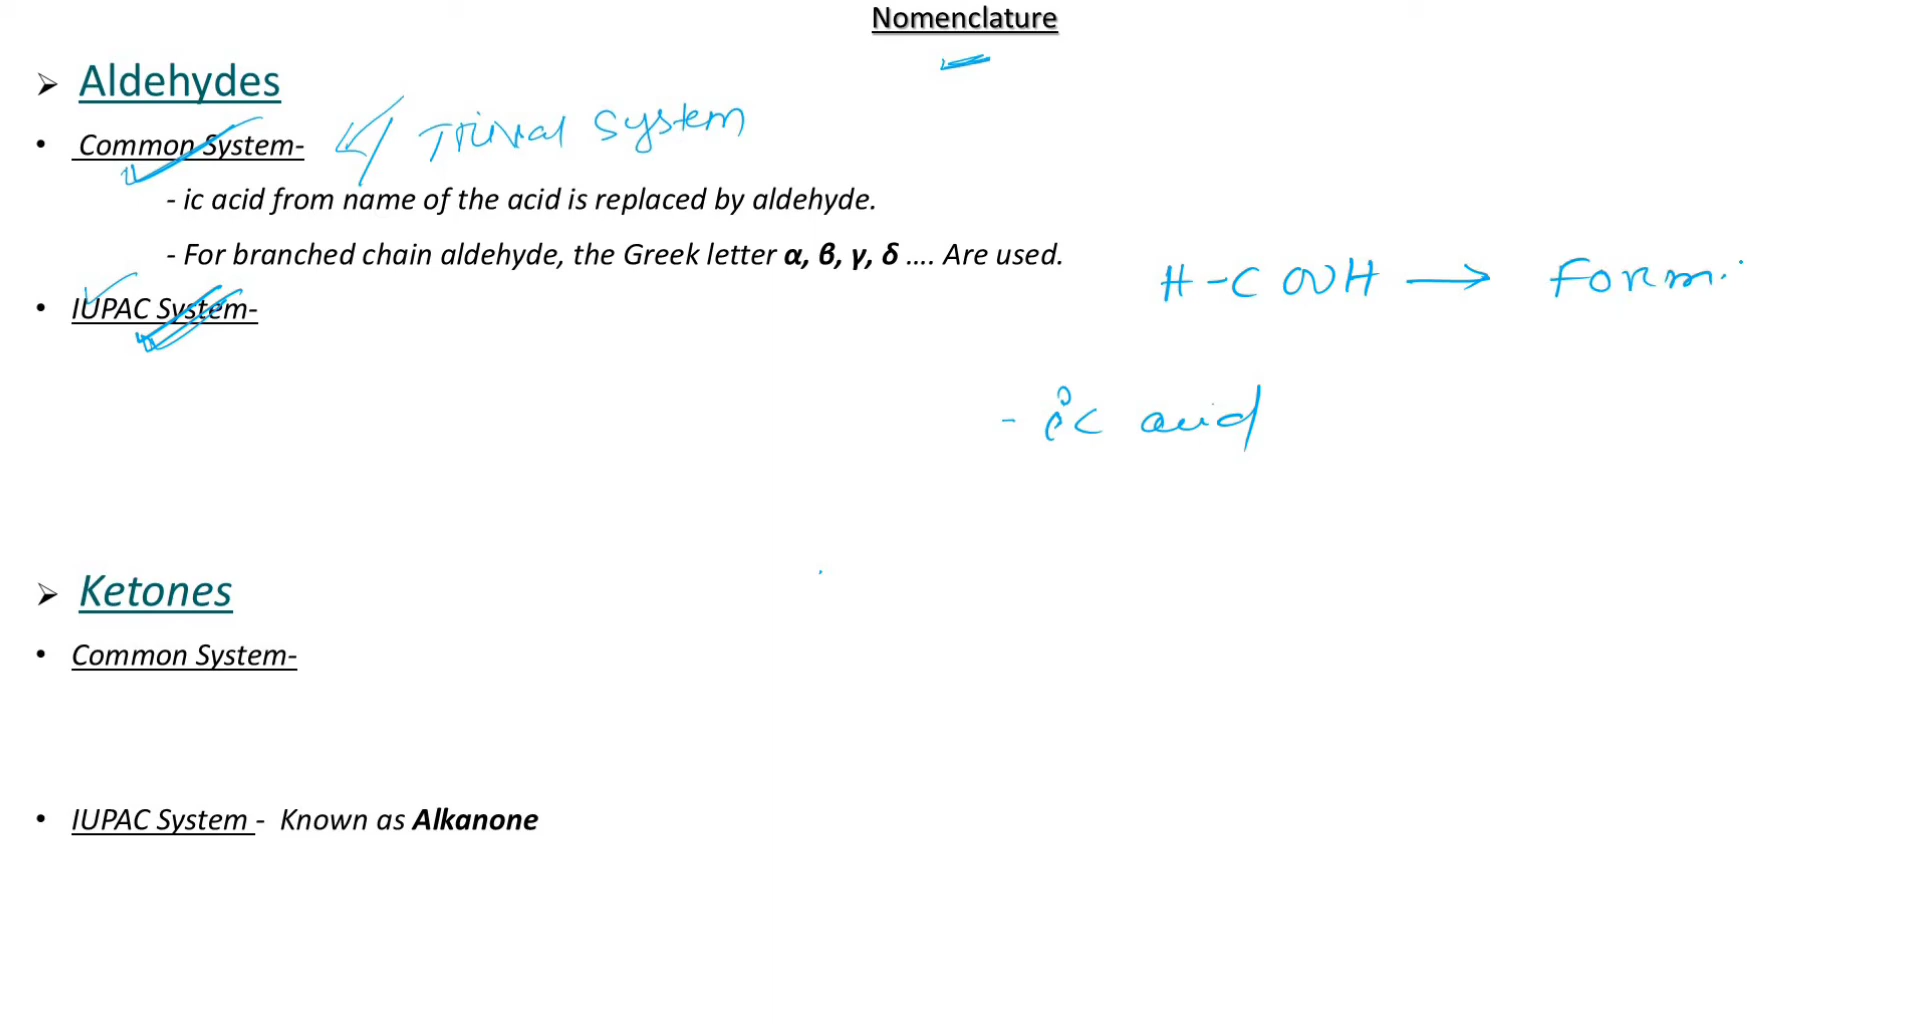 Nomenclature
➢ Aldehydes
• Common System- Trivial System
- ic acid from name of the acid is replaced by aldehyde.
- For branched chain aldehyde, the Greek letter α, β, γ, δ .... Are used.
H-COOH → Form
• IUPAC System-
- ic acid
➢ Ketones
• Common System-
• IUPAC System - Known as Alkanone